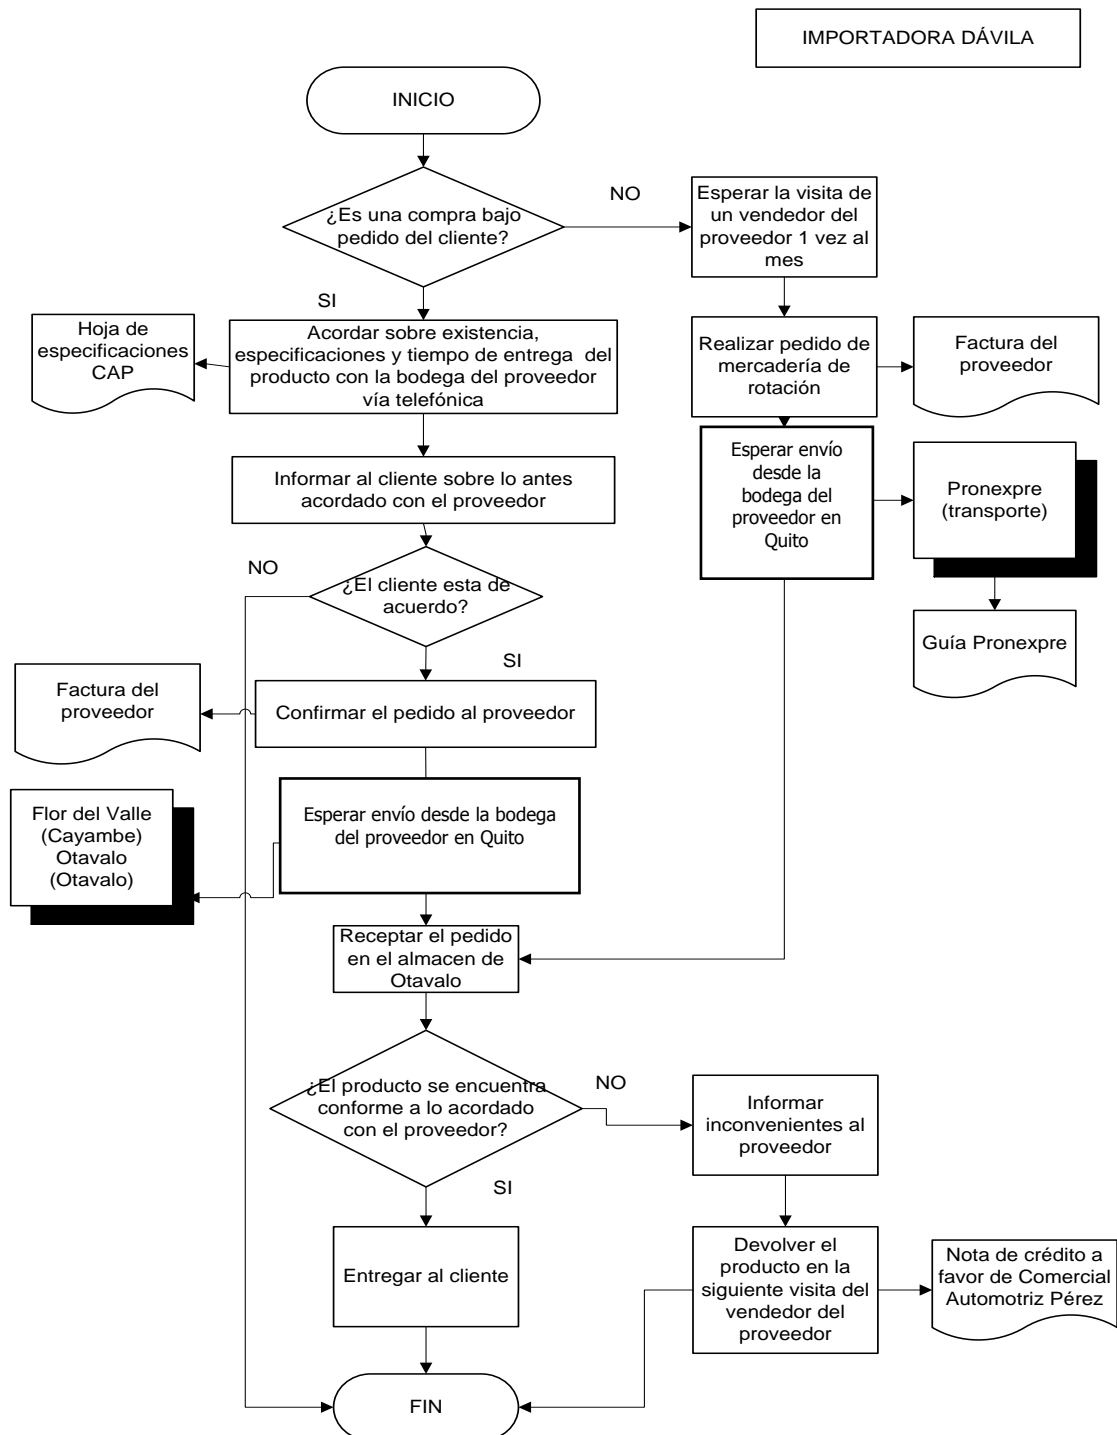 IMPORTADORA DÁVILA
INICIO
¿Es una compra bajo
pedido del cliente?
NO
Esperar la visita de
un vendedor del
proveedor 1 vez al
mes
SI
Hoja de
especificaciones
CAP
Acordar sobre existencia,
especificaciones y tiempo de entrega del
producto con la bodega del proveedor
vía telefónica
Realizar pedido de
mercadería de
rotación
Factura del
proveedor
Informar al cliente sobre lo antes
acordado con el proveedor
Esperar envío
desde la
bodega del
proveedor en
Quito
Pronexpre
(transporte)
NO
¿El cliente esta de
acuerdo?
Guía Pronexpre
SI
Factura del
proveedor
Confirmar el pedido al proveedor
Flor del Valle
(Cayambe)
Otavalo
(Otavalo)
Esperar envío desde la bodega
del proveedor en Quito
Receptar el pedido
en el almacen de
Otavalo
¿El producto se encuentra
conforme a lo acordado
con el proveedor?
NO
Informar
inconvenientes al
proveedor
SI
Entregar al cliente
Devolver el
producto en la
siguiente visita del
vendedor del
proveedor
Nota de crédito a
favor de Comercial
Automotriz Pérez
FIN